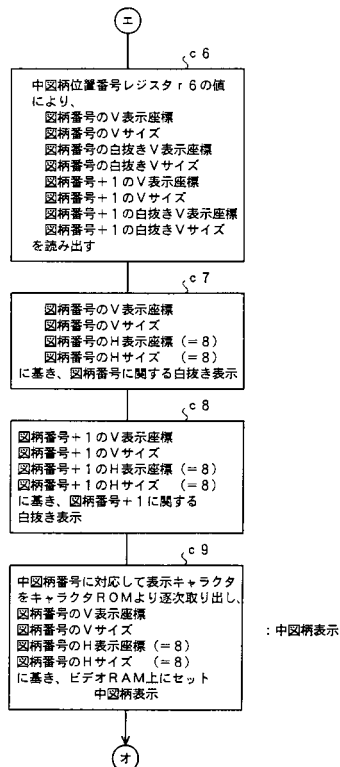 エ
c6
中図柄位置番号レジスタr6の値
により、
図柄番号のV表示座標
図柄番号のVサイズ
図柄番号の白抜きV表示座標
図柄番号の白抜きVサイズ
図柄番号+1のV表示座標
図柄番号+1のVサイズ
図柄番号+1の白抜きV表示座標
図柄番号+1の白抜きVサイズ
を読み出す
c7
図柄番号のV表示座標
図柄番号のVサイズ
図柄番号のH表示座標(=8)
図柄番号のHサイズ (=8)
に基き、図柄番号に関する白抜き表示
c8
図柄番号+1のV表示座標
図柄番号+1のVサイズ
図柄番号+1のH表示座標(=8)
図柄番号+1のHサイズ (=8)
に基き、図柄番号+1に関する
白抜き表示
c9
中図柄番号に対応して表示キャラクタ
をキャラクタROMより逐次取り出し、
図柄番号のV表示座標
図柄番号のVサイズ
図柄番号のH表示座標(=8)
図柄番号のHサイズ (=8)
に基き、ビデオRAM上にセット
中図柄表示
:中図柄表示
オ